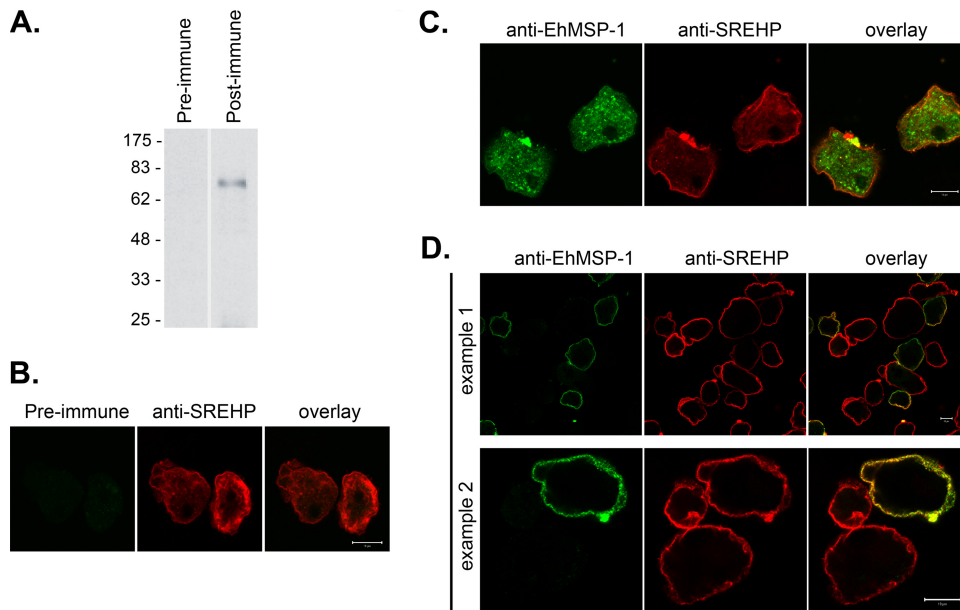 A.
Pre-immune
Post-immune
175 -
83 -
62 -
48 -
33 -
25 -
B.
Pre-immune anti-SREHP overlay
C.
anti-EhMSP-1 anti-SREHP overlay
D.
anti-EhMSP-1 anti-SREHP overlay
example 1
example 2